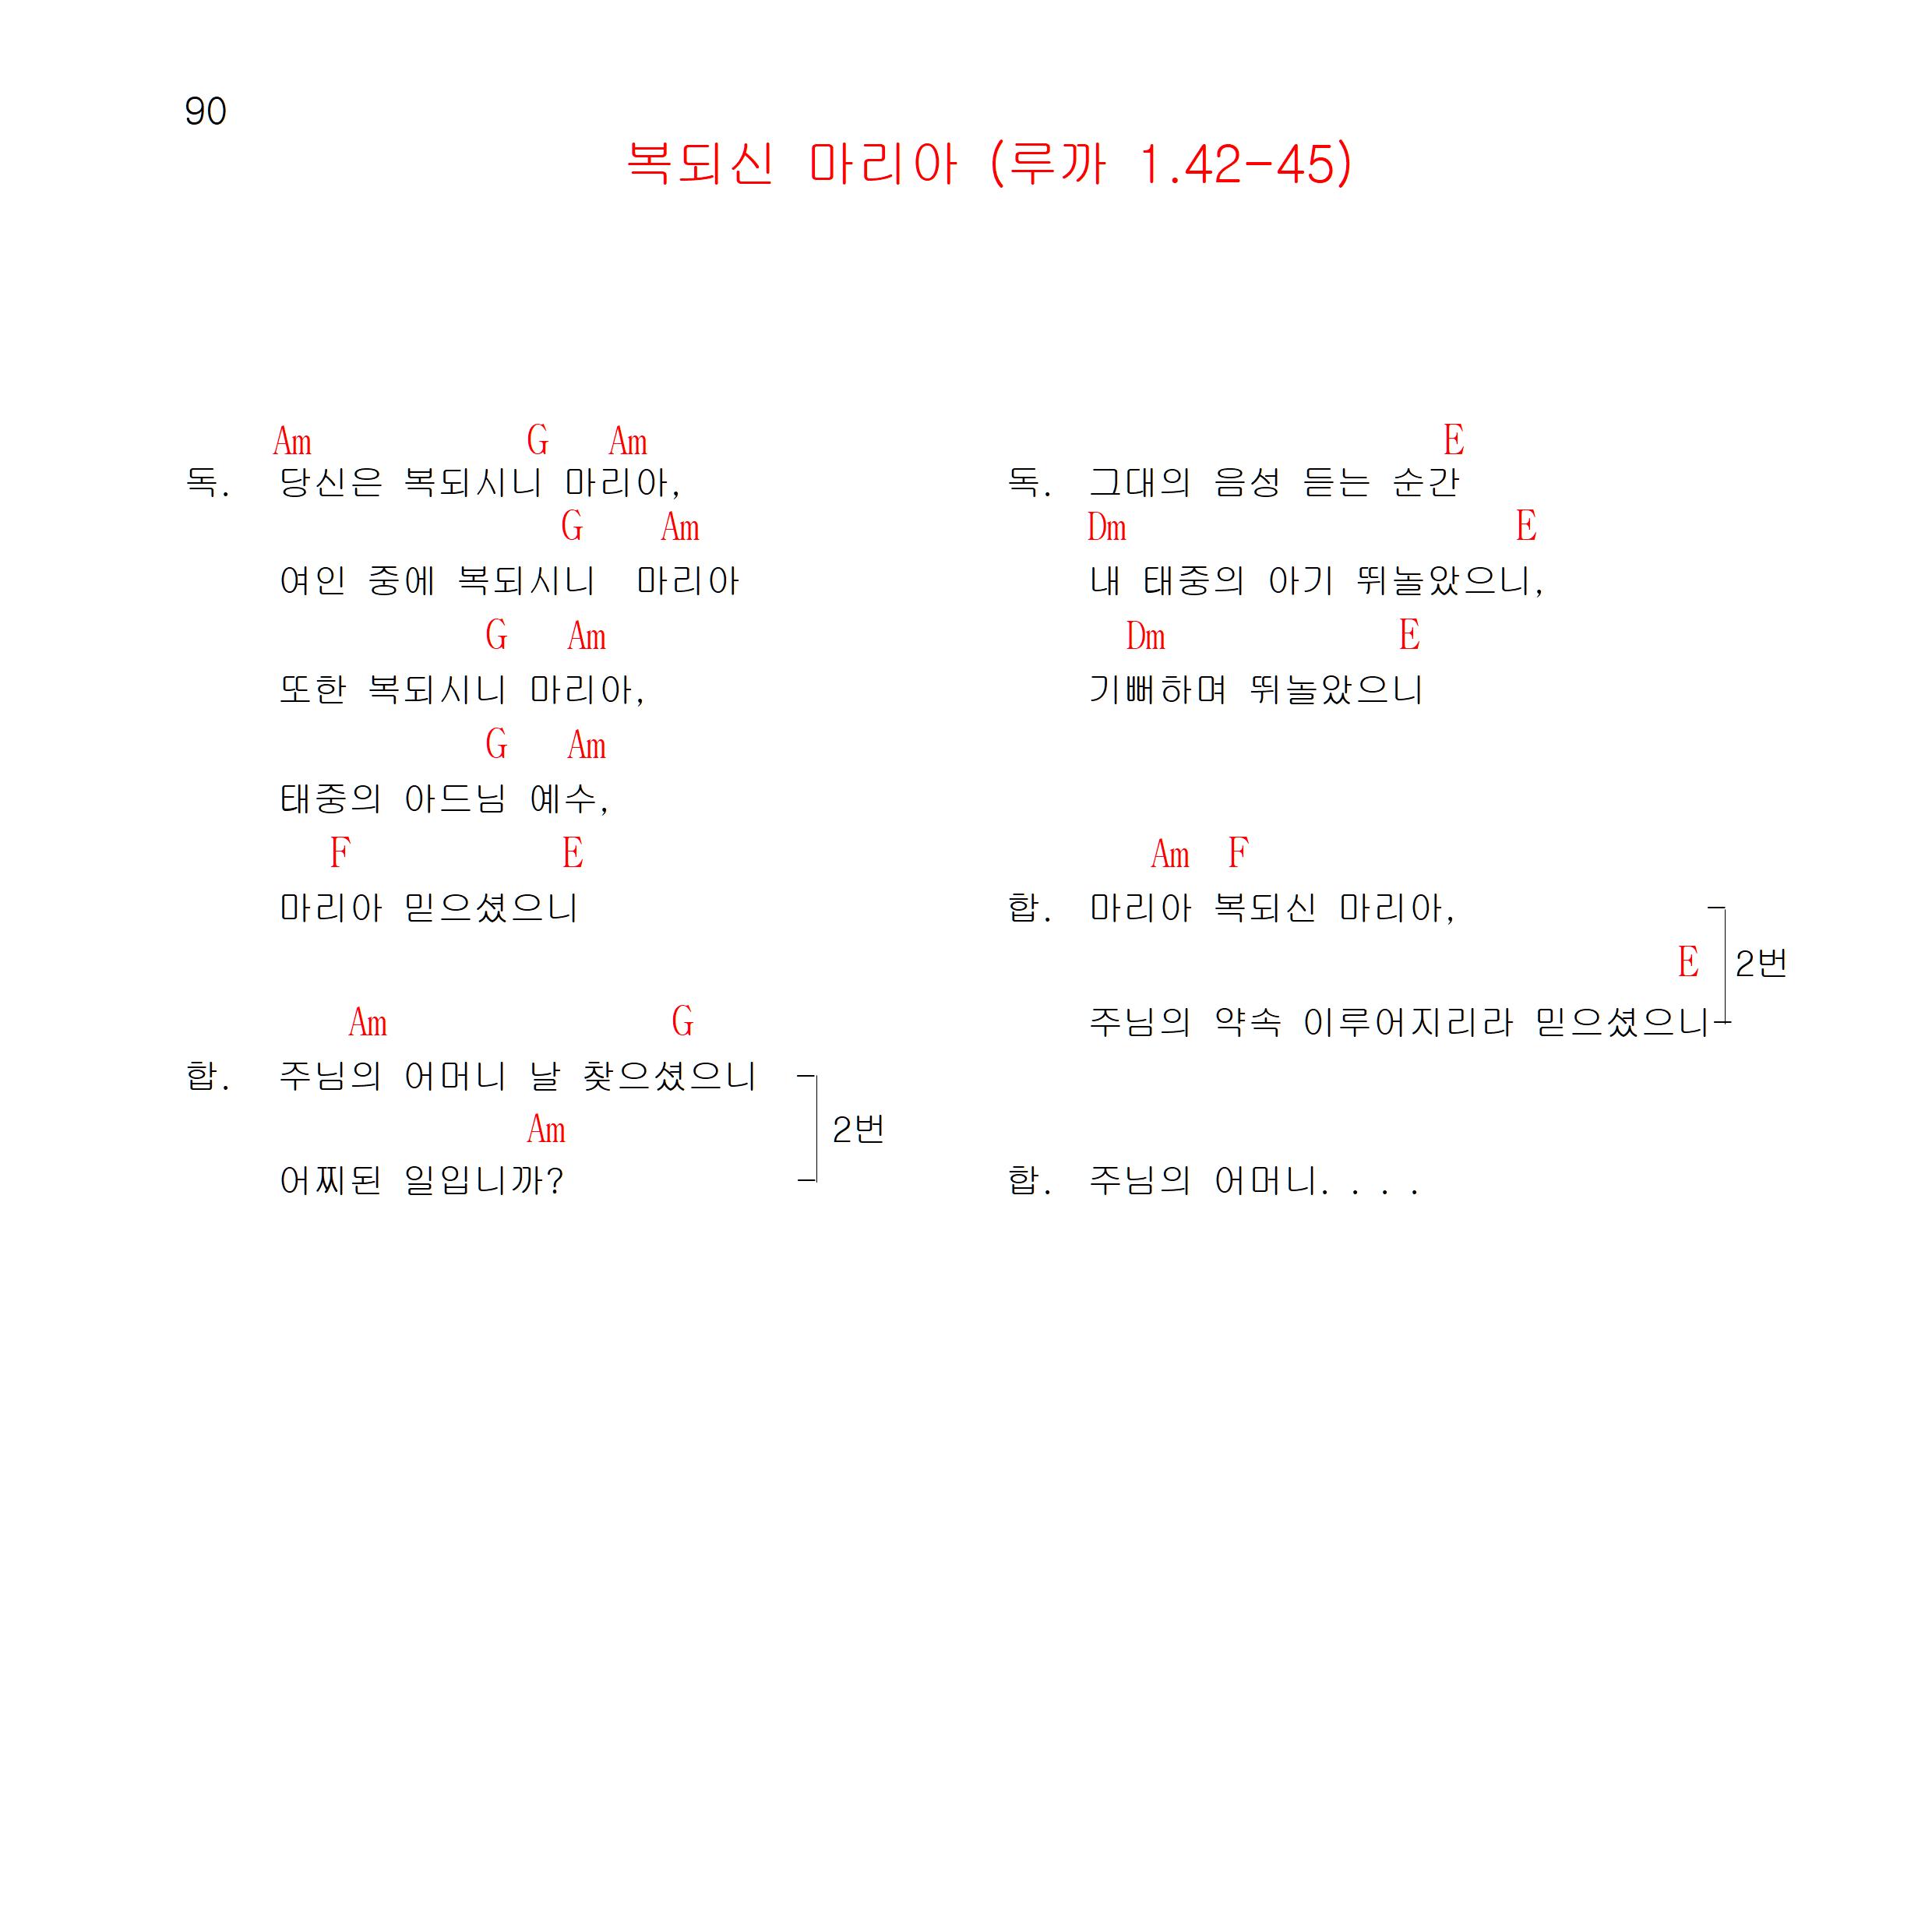 90
복되신 마리아 (루까 1.42-45)
Am G Am
독. 당신은 복되시니 마리아,
G Am
여인 중에 복되시니 마리아
G Am
또한 복되시니 마리아,
G Am
태중의 아드님 예수,
F E
마리아 믿으셨으니
Am G
합. 주님의 어머니 날 찾으셨으니
Am 2번
어찌된 일입니까?
E
독. 그대의 음성 듣는 순간
Dm E
내 태중의 아기 뛰놀았으니,
Dm E
기뻐하며 뛰놀았으니
Am F
합. 마리아 복되신 마리아,
E 2번
주님의 약속 이루어지리라 믿으셨으니
합. 주님의 어머니. . . .